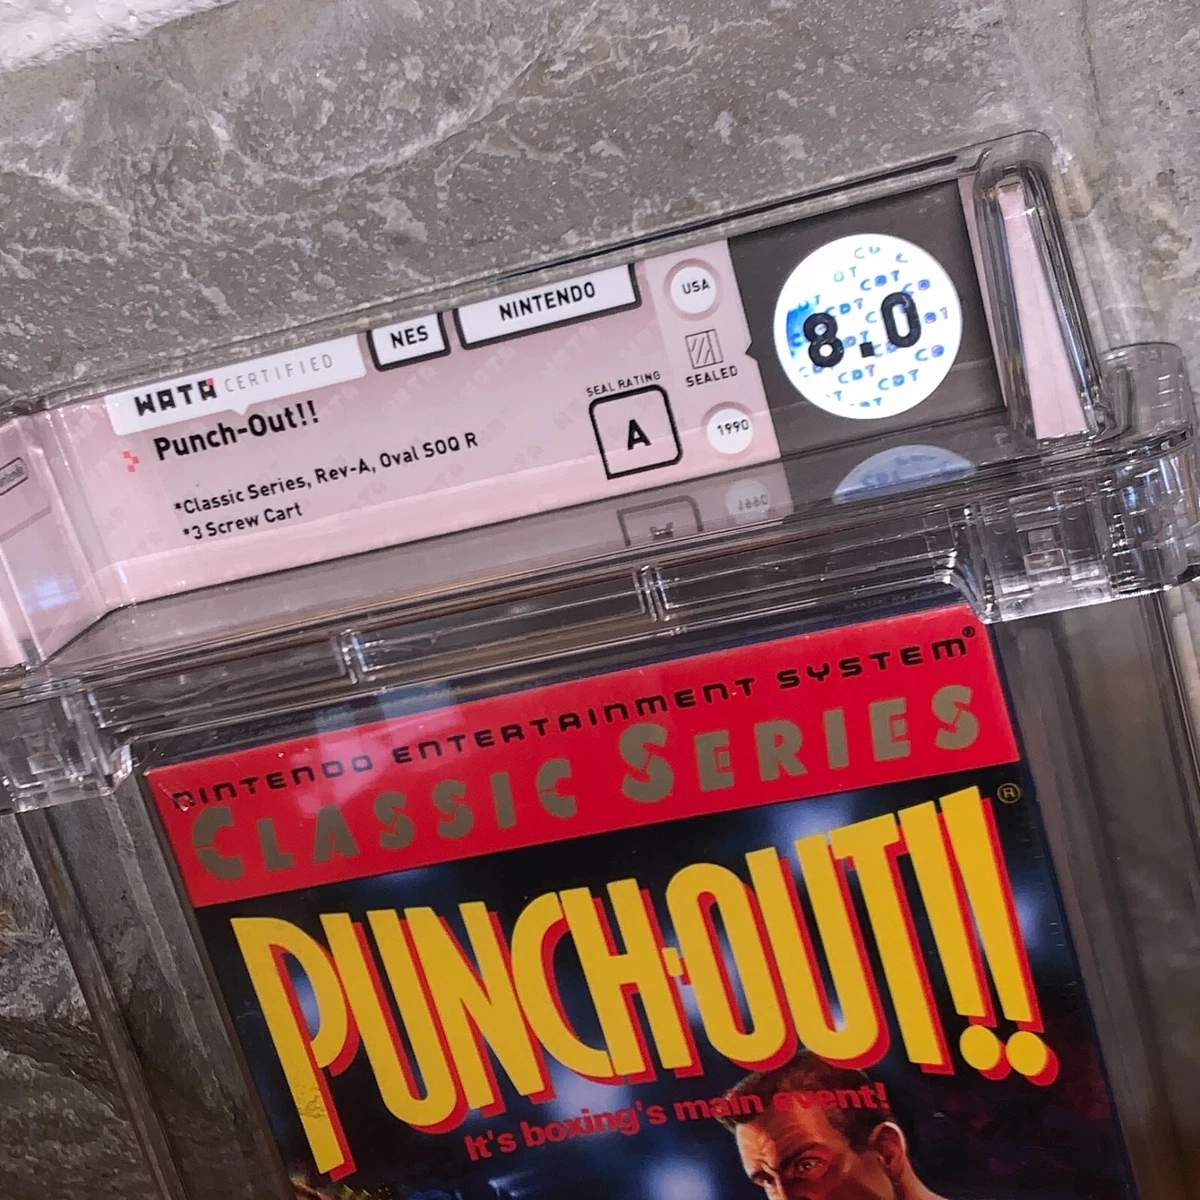 WATA CERTIFIED
NES
NINTENDO
USA
Punch-Out!!
*Classic Series, Rev-A, Oval SOQ R
*3 Screw Cart
SEAL RATING
A
SEALED
1990
8.0
NINTENDO ENTERTAINMENT SYSTEM®
CLASSIC SERIES
PUNCH-OUT!!®
It's boxing's main event!